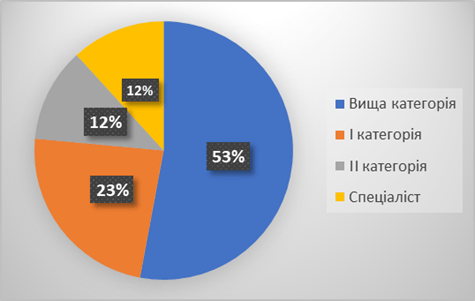 12%
12%
53%
23%
Вища категорія
І категорія
ІІ категорія
Спеціаліст